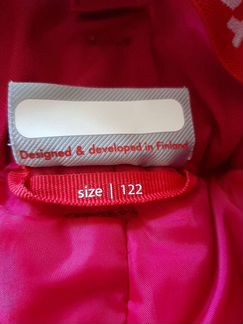 Designed & developed in Finland
size | 122